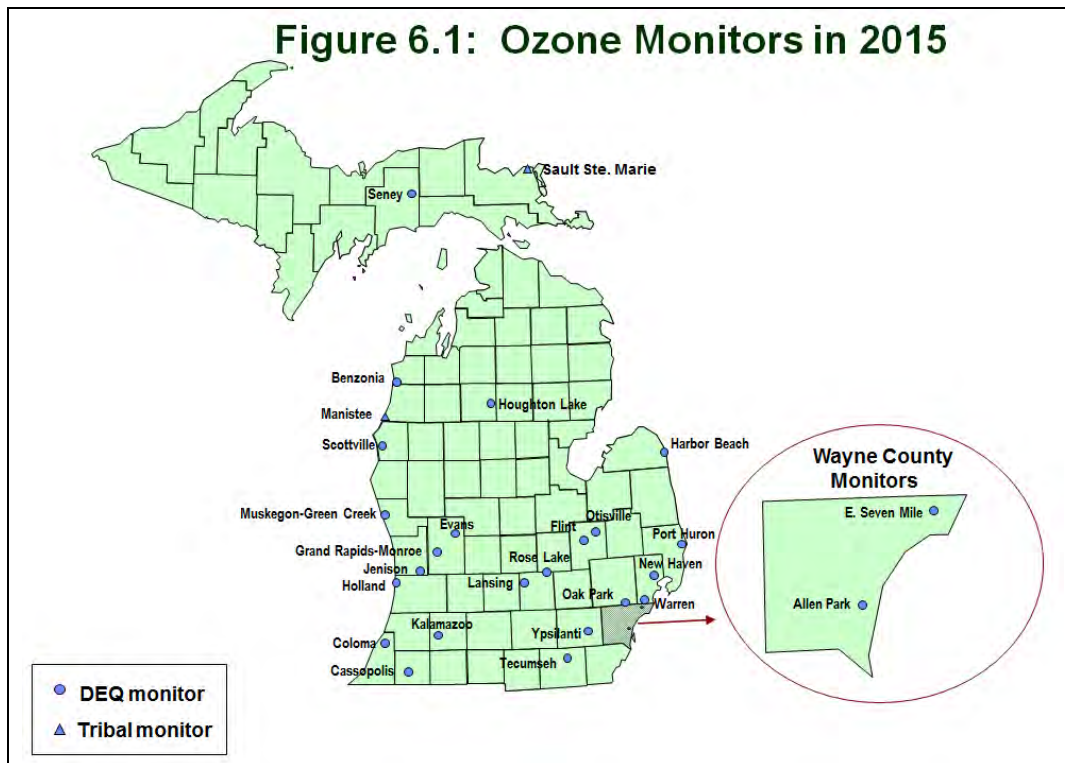 Figure 6.1: Ozone Monitors in 2015
Sault Ste. Marie
Seney
Benzonia
Houghton Lake
Manistee
Scottville
Harbor Beach
Wayne County
Monitors
Muskegon-Green Creek
Evans
Flint
Otisville
E. Seven Mile
Port Huron
Grand Rapids-Monroe
Rose Lake
New Haven
Jenison
Holland
Lansing
Oak Park
Warren
Allen Park
Kalamazoo
Ypsilanti
Coloma
Tecumseh
Cassopolis
DEQ monitor
Tribal monitor